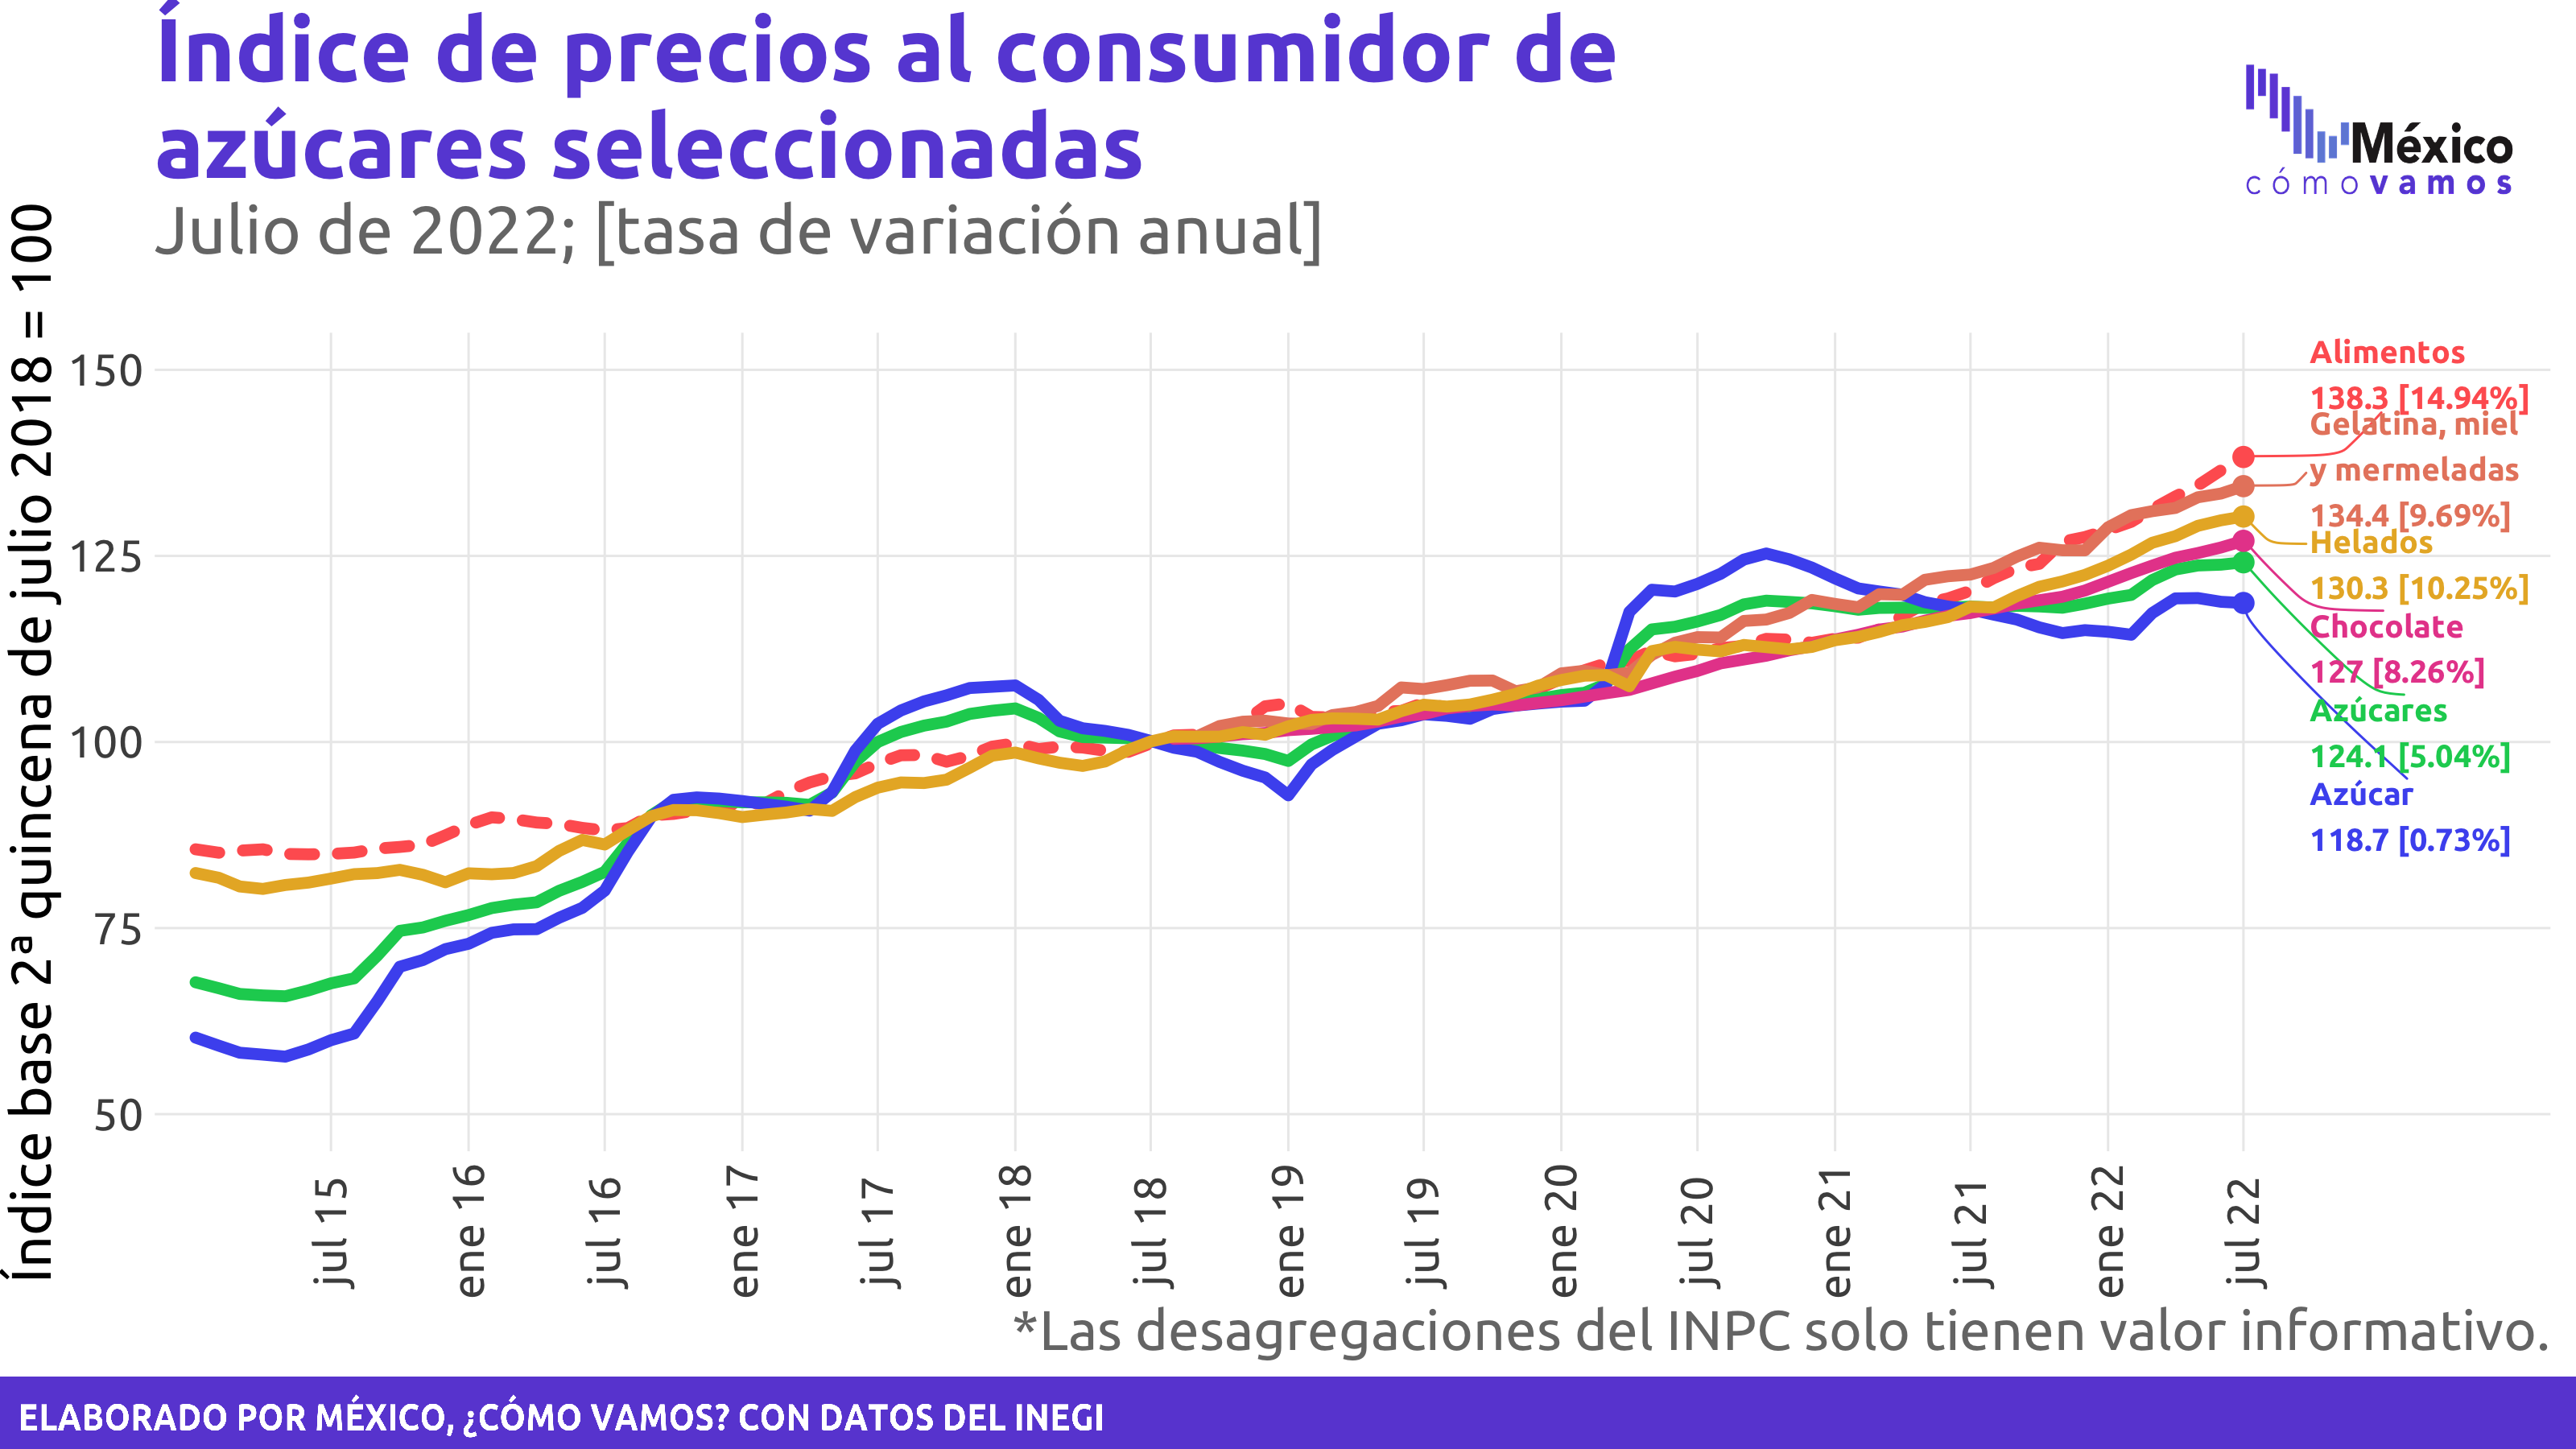 Índice de precios al consumidor de
azúcares seleccionadas
Julio de 2022; [tasa de variación anual]
México
cómo vamos
Índice base 2ª quincena de julio 2018 = 100
150
125
100
75
50
Alimentos
138.3 [14.94%]
Gelatina, miel
y mermeladas
134.4 [9.69%]
Helados
130.3 [10.25%]
Chocolate
127 [8.26%]
Azúcares
124.1 [5.04%]
Azúcar
118.7 [0.73%]
jul 15
ene 16
jul 16
ene 17
jul 17
ene 18
jul 18
ene 19
jul 19
ene 20
jul 20
ene 21
jul 21
ene 22
jul 22
*Las desagregaciones del INPC solo tienen valor informativo.
ELABORADO POR MÉXICO, ¿CÓMO VAMOS? CON DATOS DEL INEGI